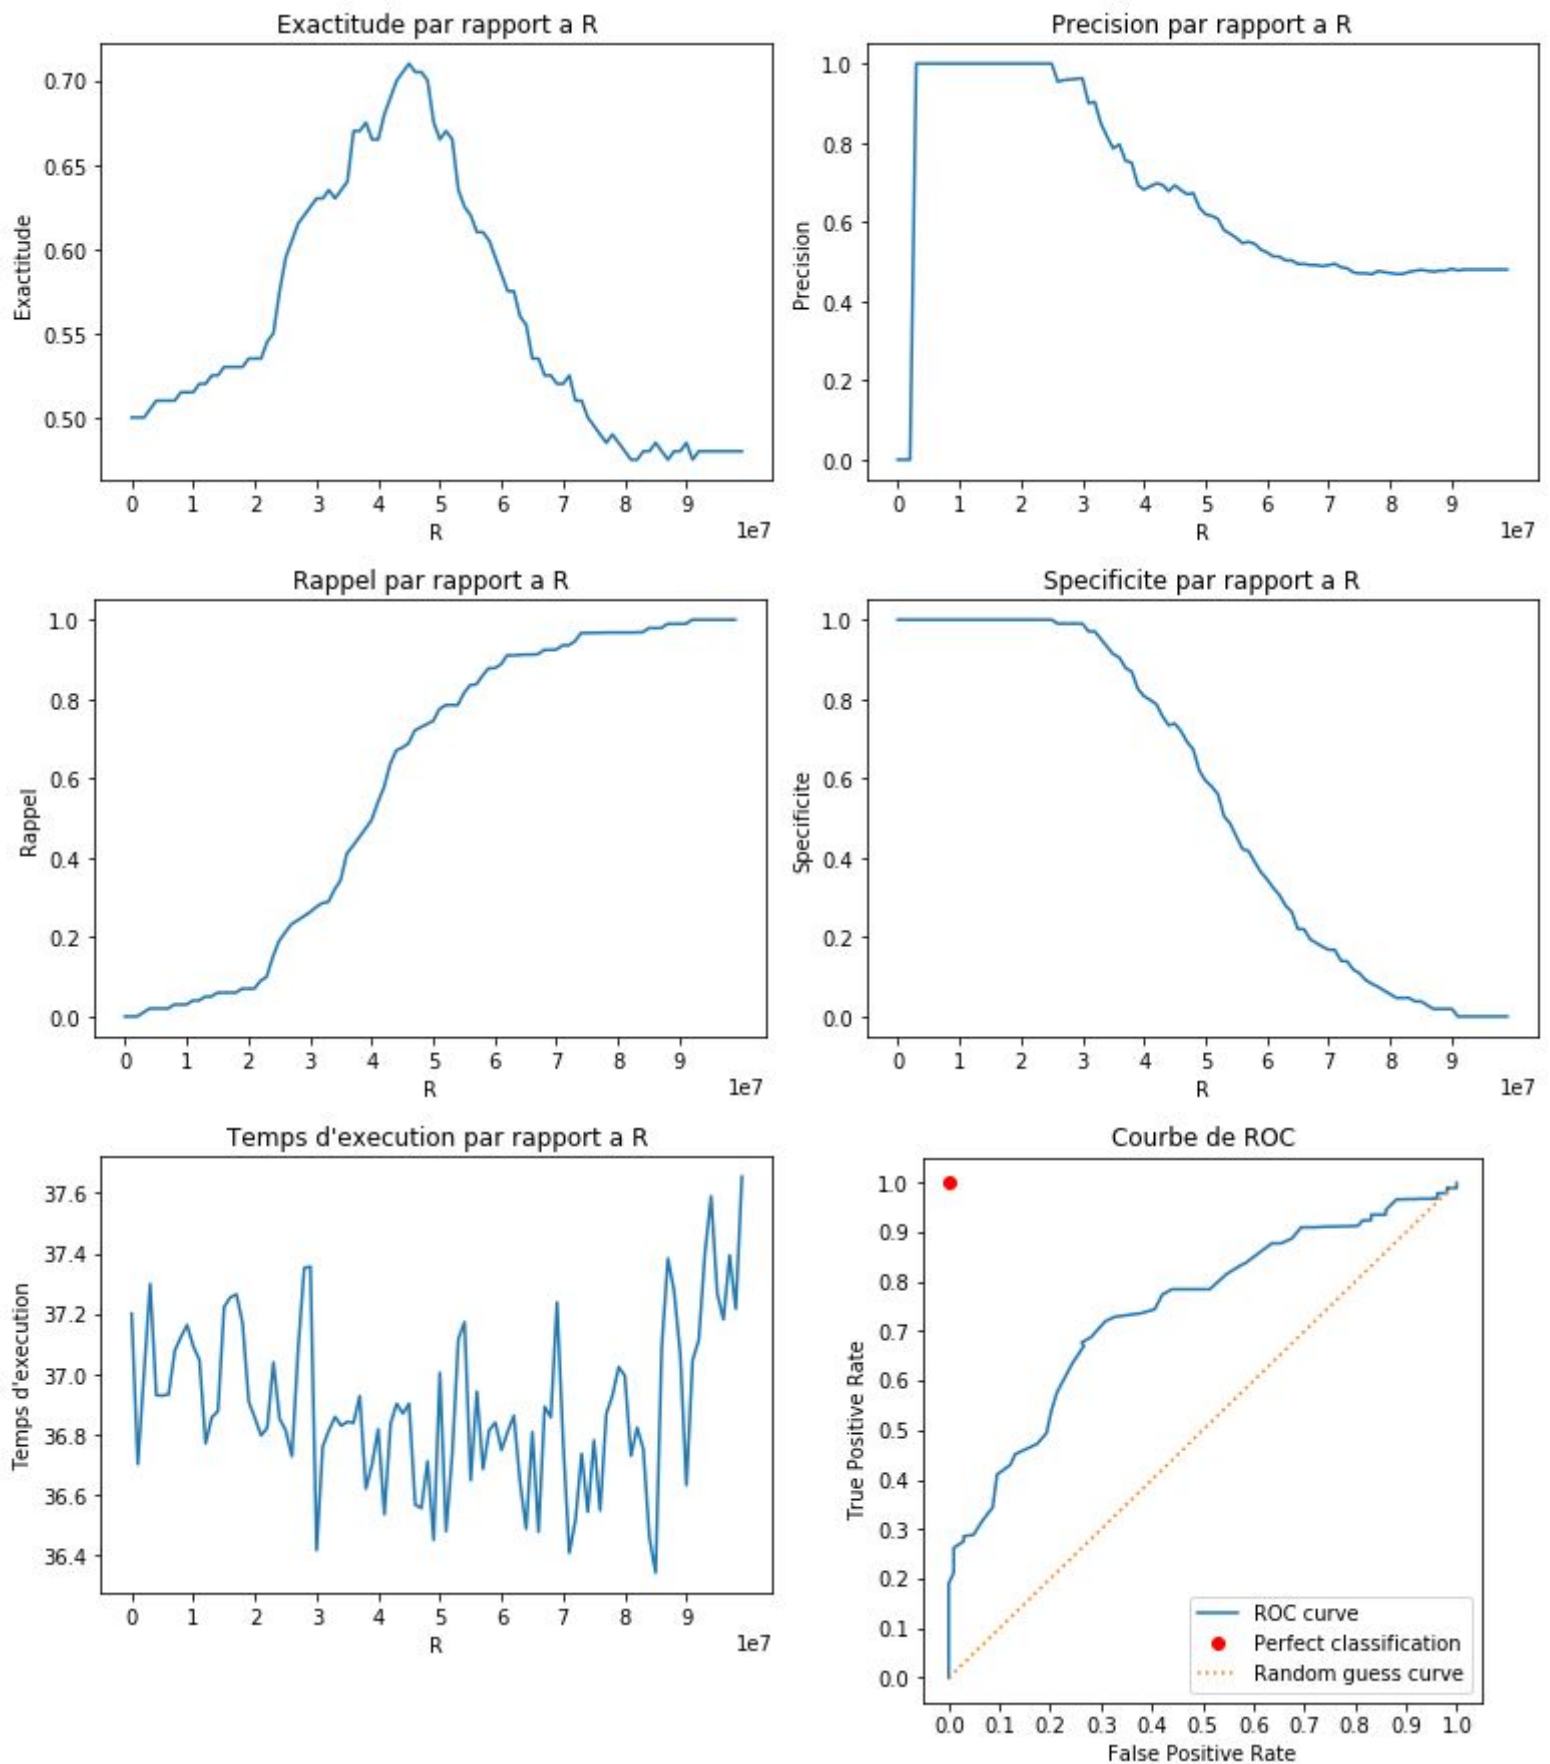 Exactitude par rapport a R
Exactitude
0.70
0.65
0.60
0.55
0.50
0 1 2 3 4 5 6 7 8 9
1e7
R
Precision par rapport a R
Precision
1.0
0.8
0.6
0.4
0.2
0.0
0 1 2 3 4 5 6 7 8 9
1e7
R
Rappel par rapport a R
Rappel
1.0
0.8
0.6
0.4
0.2
0.0
0 1 2 3 4 5 6 7 8 9
1e7
R
Specificite par rapport a R
Specificite
1.0
0.8
0.6
0.4
0.2
0.0
0 1 2 3 4 5 6 7 8 9
1e7
R
Temps d'execution par rapport a R
Temps d'execution
37.6
37.4
37.2
37.0
36.8
36.6
36.4
0 1 2 3 4 5 6 7 8 9
1e7
R
Courbe de ROC
True Positive Rate
1.0
0.9
0.8
0.7
0.6
0.5
0.4
0.3
0.2
0.1
0.0
ROC curve
Perfect classification
Random guess curve
0.0 0.1 0.2 0.3 0.4 0.5 0.6 0.7 0.8 0.9 1.0
False Positive Rate